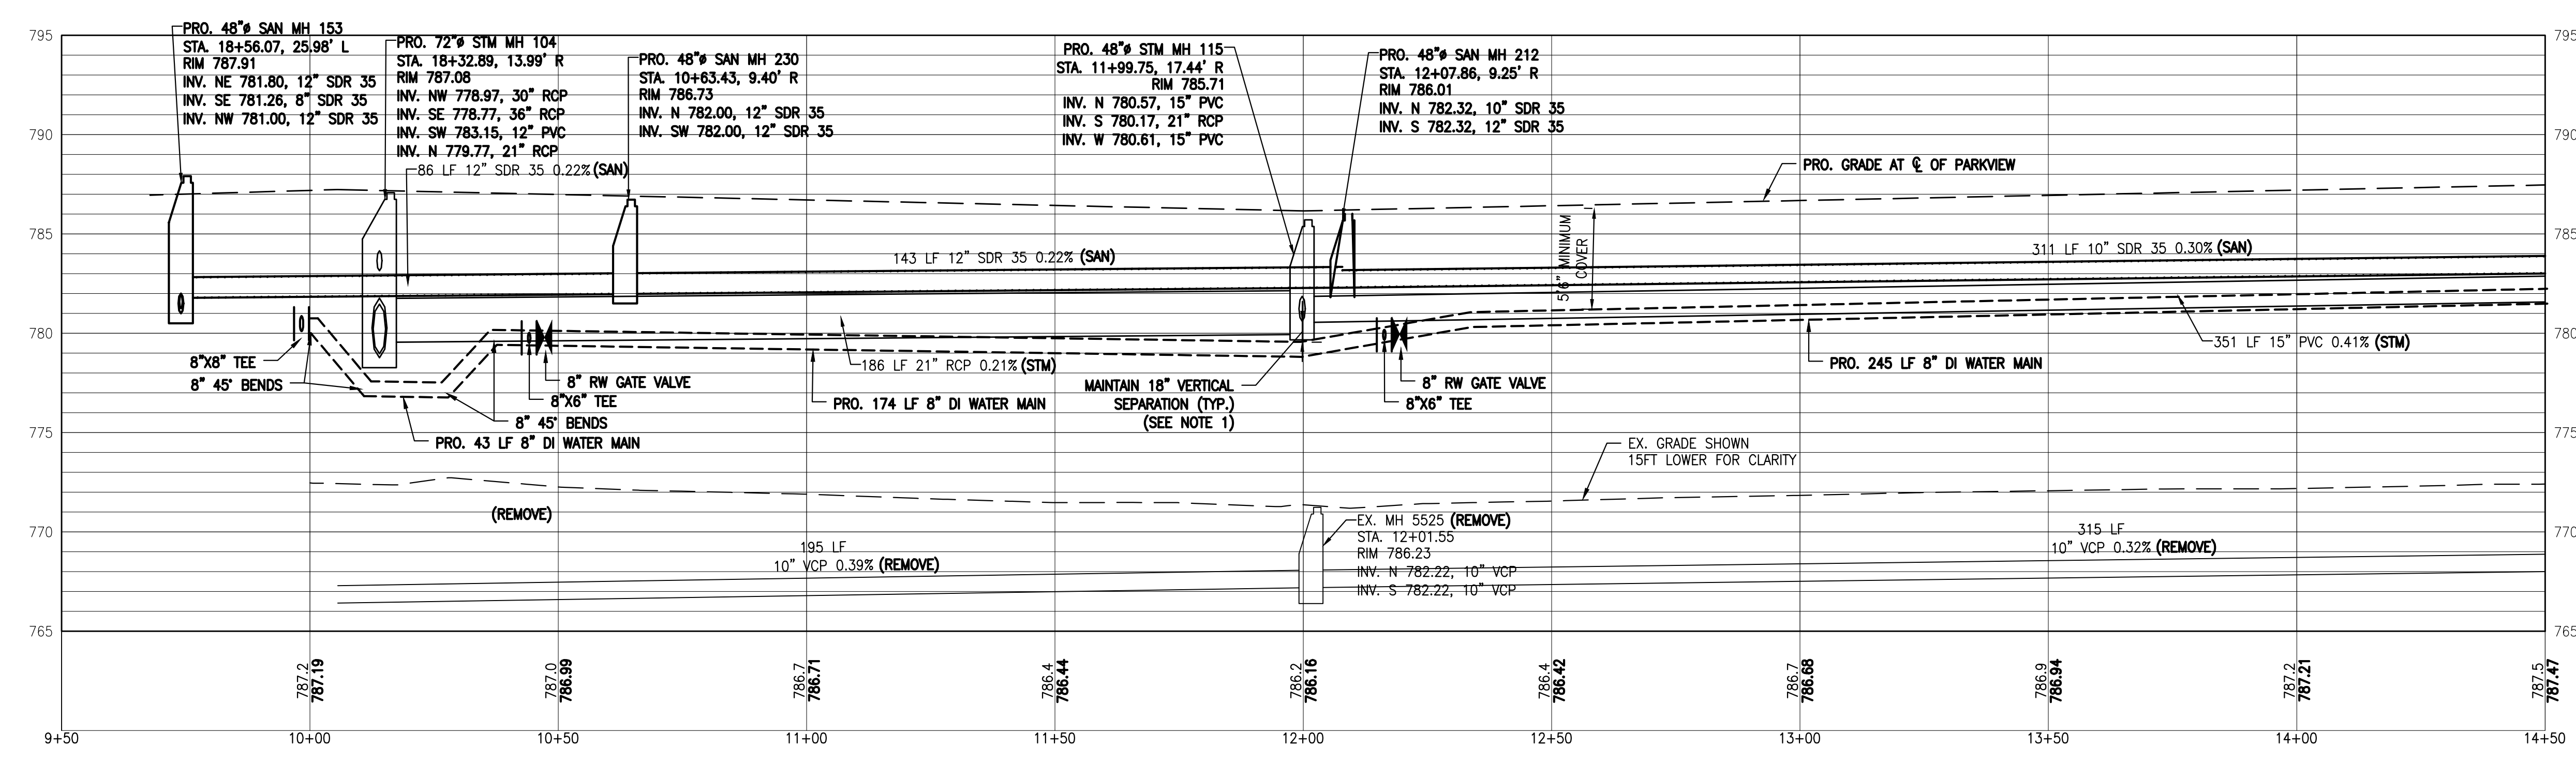 795
790
785
780
775
770
765
PRO. 48"ø SAN MH 153
STA. 18+56.07, 25.98' L
RIM 787.91
INV. NE 781.80, 12" SDR 35
INV. SE 781.26, 8" SDR 35
INV. NW 781.00, 12" SDR 35
PRO. 72"ø STM MH 104
STA. 18+32.89, 13.99' R
RIM 787.08
INV. NW 778.97, 30" RCP
INV. SE 778.77, 36" RCP
INV. SW 783.15, 12" PVC
INV. N 779.77, 21" RCP
86 LF 12" SDR 35 0.22% (SAN)
PRO. 48"ø SAN MH 230
STA. 10+63.43, 9.40' R
RIM 786.73
INV. N 782.00, 12" SDR 35
INV. SW 782.00, 12" SDR 35
PRO. 48"ø STM MH 115
STA. 11+99.75, 17.44' R
RIM 785.71
INV. N 780.57, 15" PVC
INV. S 780.17, 21" RCP
INV. W 780.61, 15" PVC
PRO. 48"ø SAN MH 212
STA. 12+07.86, 9.25' R
RIM 786.01
INV. N 782.32, 10" SDR 35
INV. S 782.32, 12" SDR 35
PRO. GRADE AT ℄ OF PARKVIEW
143 LF 12" SDR 35 0.22% (SAN)
5'6" MINIMUM
COVER
311 LF 10" SDR 35 0.30% (SAN)
8"X8" TEE
8" 45° BENDS
8" RW GATE VALVE
8"X6" TEE
8" 45° BENDS
PRO. 43 LF 8" DI WATER MAIN
186 LF 21" RCP 0.21% (STM)
PRO. 174 LF 8" DI WATER MAIN
MAINTAIN 18" VERTICAL
SEPARATION (TYP.)
(SEE NOTE 1)
8" RW GATE VALVE
8"X6" TEE
PRO. 245 LF 8" DI WATER MAIN
351 LF 15" PVC 0.41% (STM)
EX. GRADE SHOWN
15FT LOWER FOR CLARITY
(REMOVE)
195 LF
10" VCP 0.39% (REMOVE)
EX. MH 5525 (REMOVE)
STA. 12+01.55
RIM 786.23
INV. N 782.22, 10" VCP
INV. S 782.22, 10" VCP
315 LF
10" VCP 0.32% (REMOVE)
795
790
785
780
775
770
765
787.2
787.19
787.0
786.99
786.7
786.71
786.4
786.44
786.2
786.16
786.4
786.42
786.7
786.68
786.9
786.94
787.2
787.21
787.5
787.47
9+50
10+00
10+50
11+00
11+50
12+00
12+50
13+00
13+50
14+00
14+50